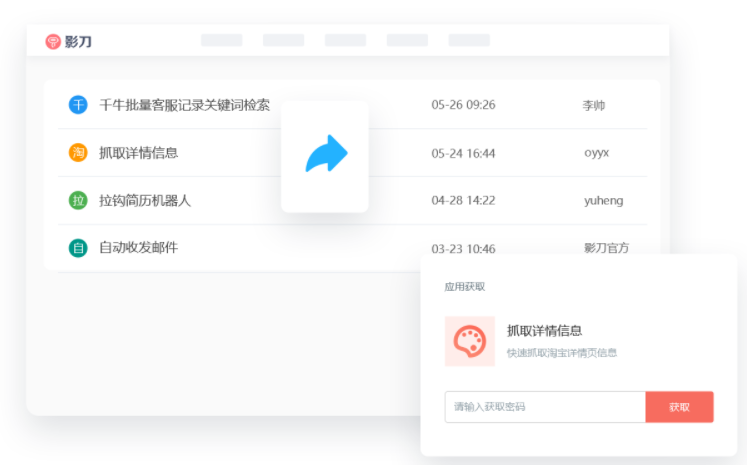 影刀
千牛批量客服记录关键词检索 05-26 09:26 李帅
抓取详情信息 05-24 16:44 oyyx
拉钩简历机器人 04-28 14:22 yuheng
自动收发邮件 03-23 10:46 影刀官方
应用获取
抓取详情信息
快速抓取淘宝详情页信息
请输入获取密码 获取